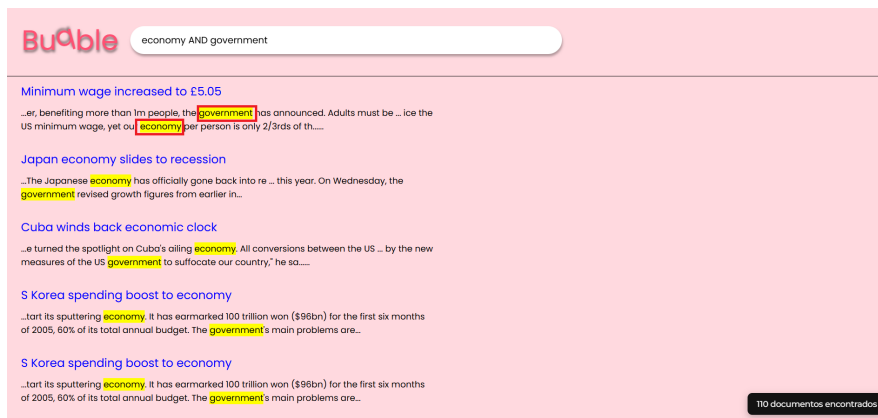 Buable
economy AND government
Minimum wage increased to £5.05
...er, benefiting more than 1m people, the government has announced. Adults must be ... ice the
US minimum wage, yet our economy per person is only 2/3rds of th......
Japan economy slides to recession
...The Japanese economy has officially gone back into re ... this year. On Wednesday, the
government revised growth figures from earlier in...
Cuba winds back economic clock
...e turned the spotlight on Cuba's ailing economy. All conversions between the US ... by the new
measures of the US government to suffocate our country," he sa......
S Korea spending boost to economy
...tart its sputtering economy. It has earmarked 100 trillion won ($96bn) for the first six months
of 2005, 60% of its total annual budget. The government's main problems are...
S Korea spending boost to economy
...tart its sputtering economy. It has earmarked 100 trillion won ($96bn) for the first six months
of 2005, 60% of its total annual budget. The government's main problems are...
110 documentos encontrados